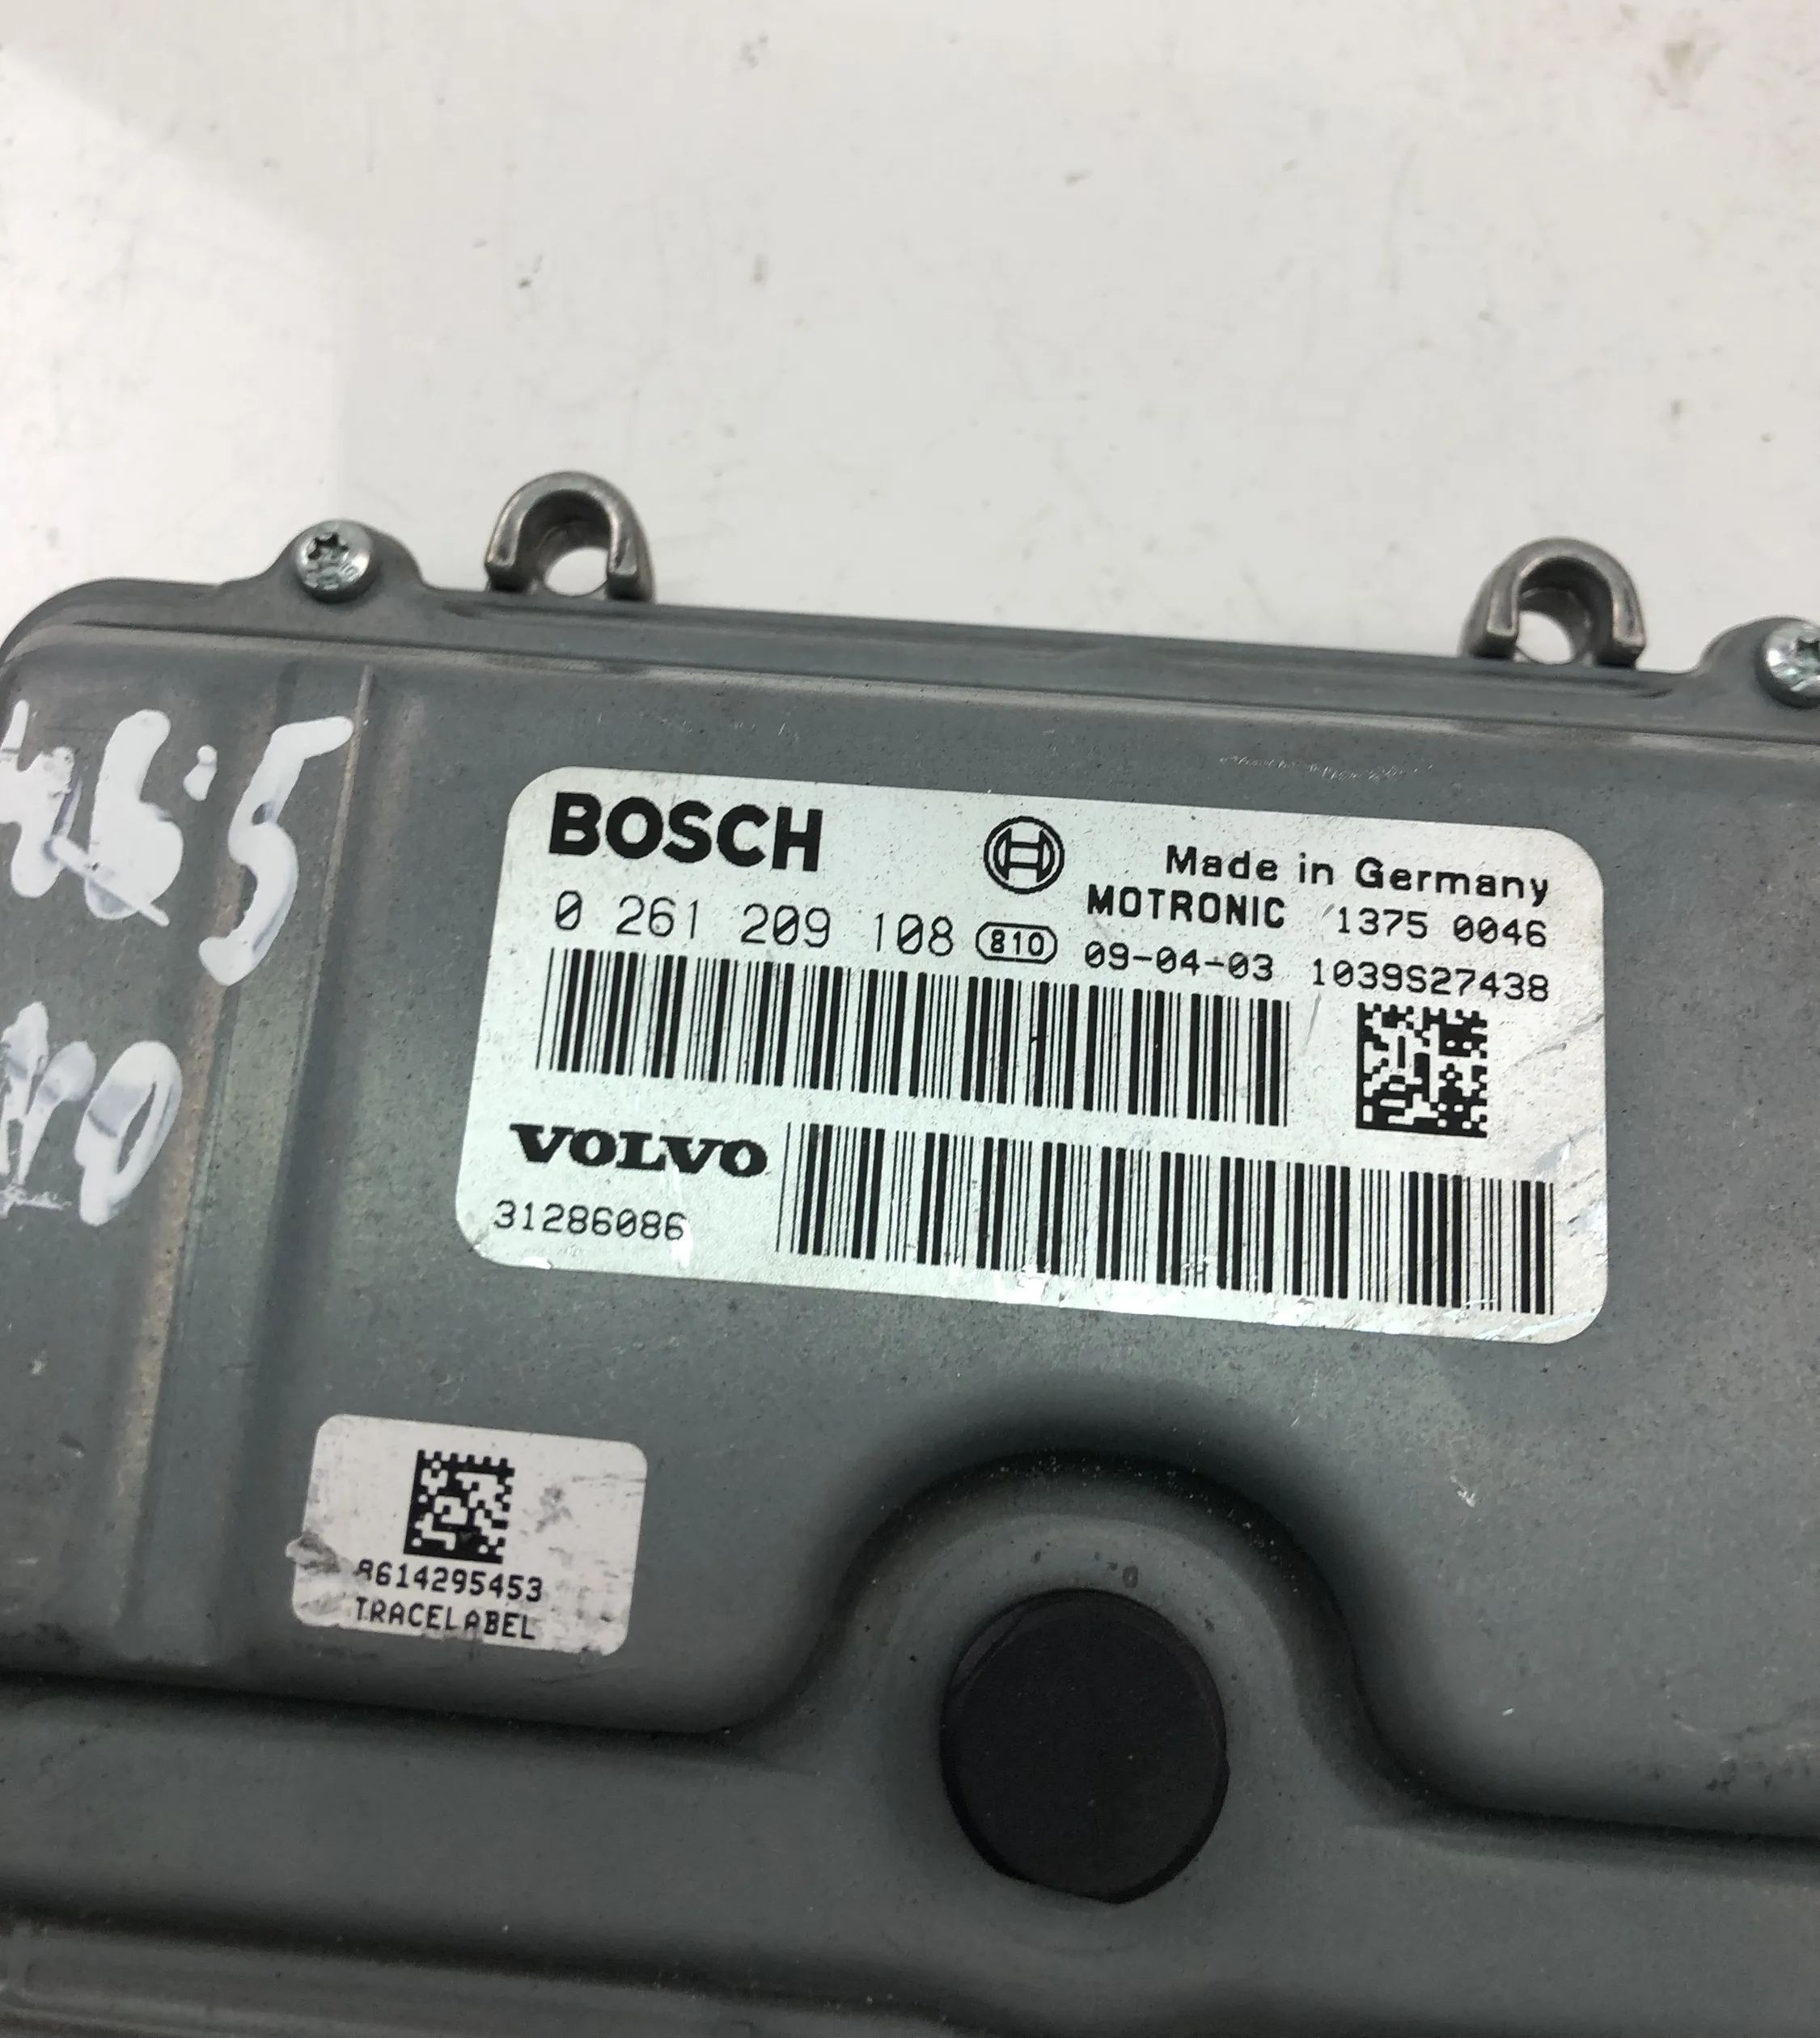 BOSCH
Made in Germany
MOTRONIC 1375 0046
0 261 209 108 810 09-04-03 1039S27438
VOLVO
31286086
8614295453
TRACELABEL